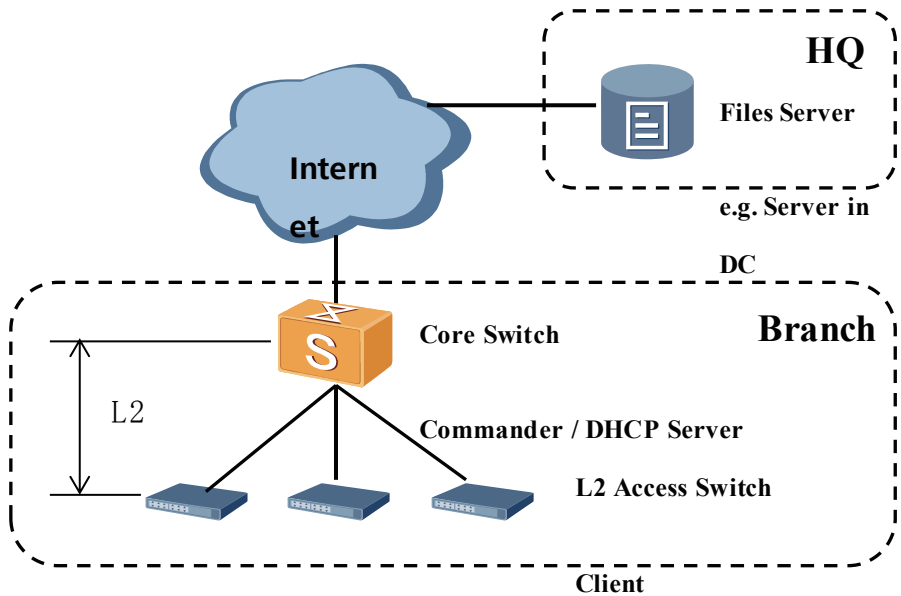 HQ
Files Server
Intern
et
e.g. Server in
DC
Branch
Core Switch
S
L2
Commander / DHCP Server
L2 Access Switch
Client